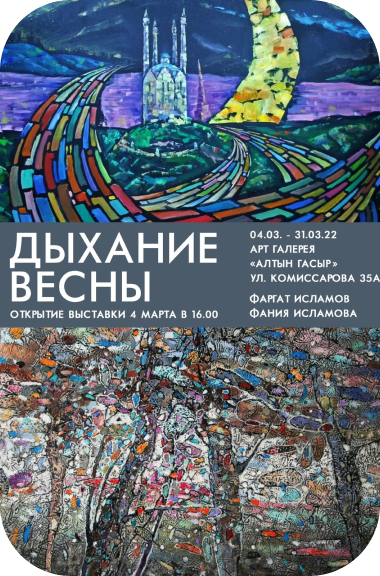 ДЫХАНИЕ
ВЕСНЫ
ОТКРЫТИЕ ВЫСТАВКИ 4 МАРТА В 16.00
04.03. - 31.03.22
АРТ ГАЛЕРЕЯ
«АЛТЫН ГАСЫР»
УЛ. КОМИССАРОВА 35А
ФАРГАТ ИСЛАМОВ
ФАНИЯ ИСЛАМОВА